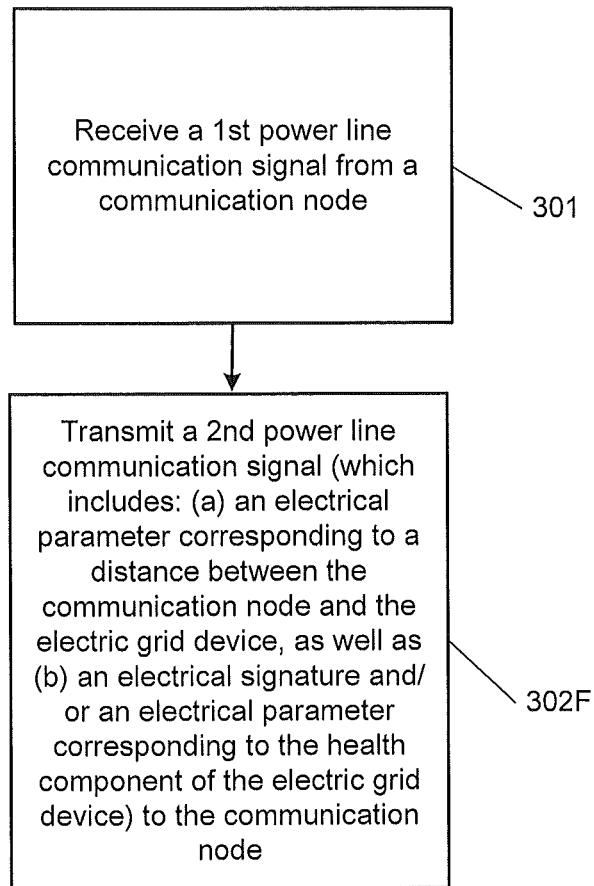 Receive a 1st power line
communication signal from a
communication node
301
Transmit a 2nd power line
communication signal (which
includes: (a) an electrical
parameter corresponding to a
distance between the
communication node and the
electric grid device, as well as
(b) an electrical signature and/
or an electrical parameter
corresponding to the health
component of the electric grid
device) to the communication
node
302F